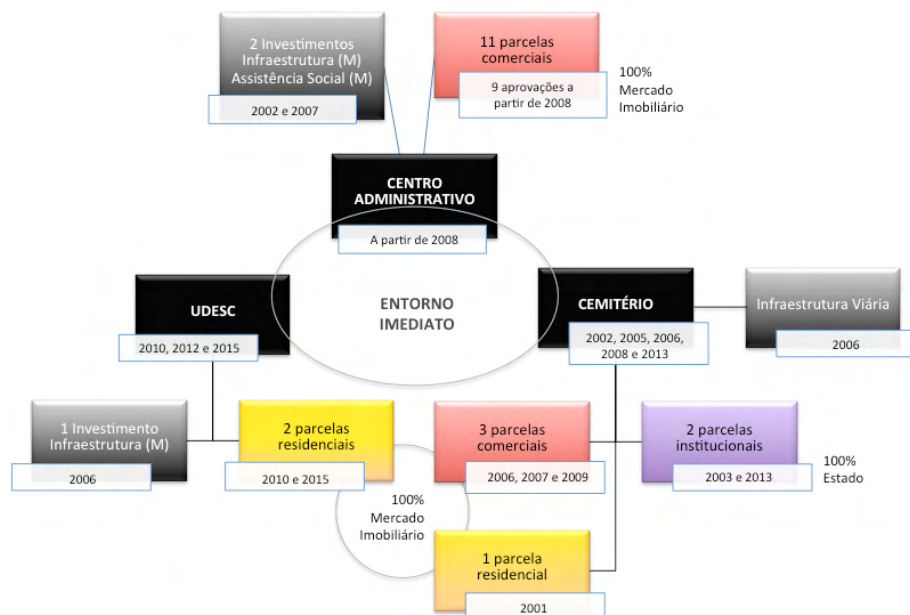 2 Investimentos
Infraestrutura (M)
Assistência Social (M)
2002 e 2007
11 parcelas
comerciais
9 aprovações a
partir de 2008
100%
Mercado
Imobiliário
CENTRO
ADMINISTRATIVO
A partir de 2008
UDESC
2010, 2012 e 2015
ENTORNO
IMEDIATO
CEMITÉRIO
2002, 2005, 2006,
2008 e 2013
Infraestrutura Viária
2006
1 Investimento
Infraestrutura (M)
2006
2 parcelas
residenciais
2010 e 2015
3 parcelas
comerciais
2006, 2007 e 2009
2 parcelas
institucionais
2003 e 2013
100%
Estado
100%
Mercado
Imobiliário
1 parcela
residencial
2001